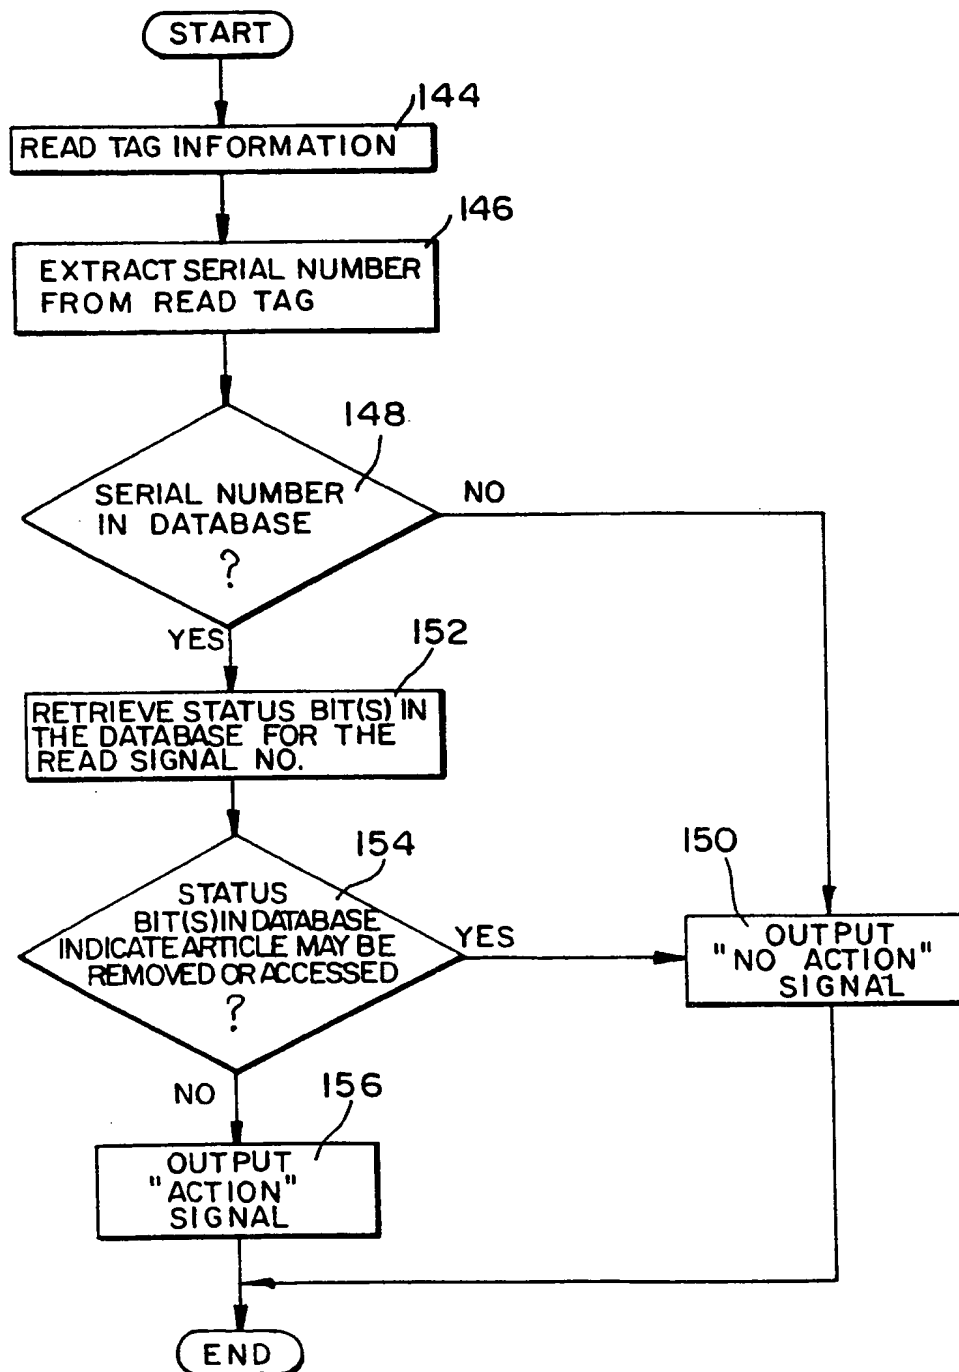 START
144
READ TAG INFORMATION
146
EXTRACT SERIAL NUMBER
FROM READ TAG
148
SERIAL NUMBER
IN DATABASE
?
NO
YES
152
RETRIEVE STATUS BIT(S) IN
THE DATABASE FOR THE
READ SIGNAL NO.
154
STATUS
BIT(S) IN DATABASE
INDICATE ARTICLE MAY BE
REMOVED OR ACCESSED
?
YES
150
OUTPUT
"NO ACTION"
SIGNAL
NO
156
OUTPUT
"ACTION"
SIGNAL
END